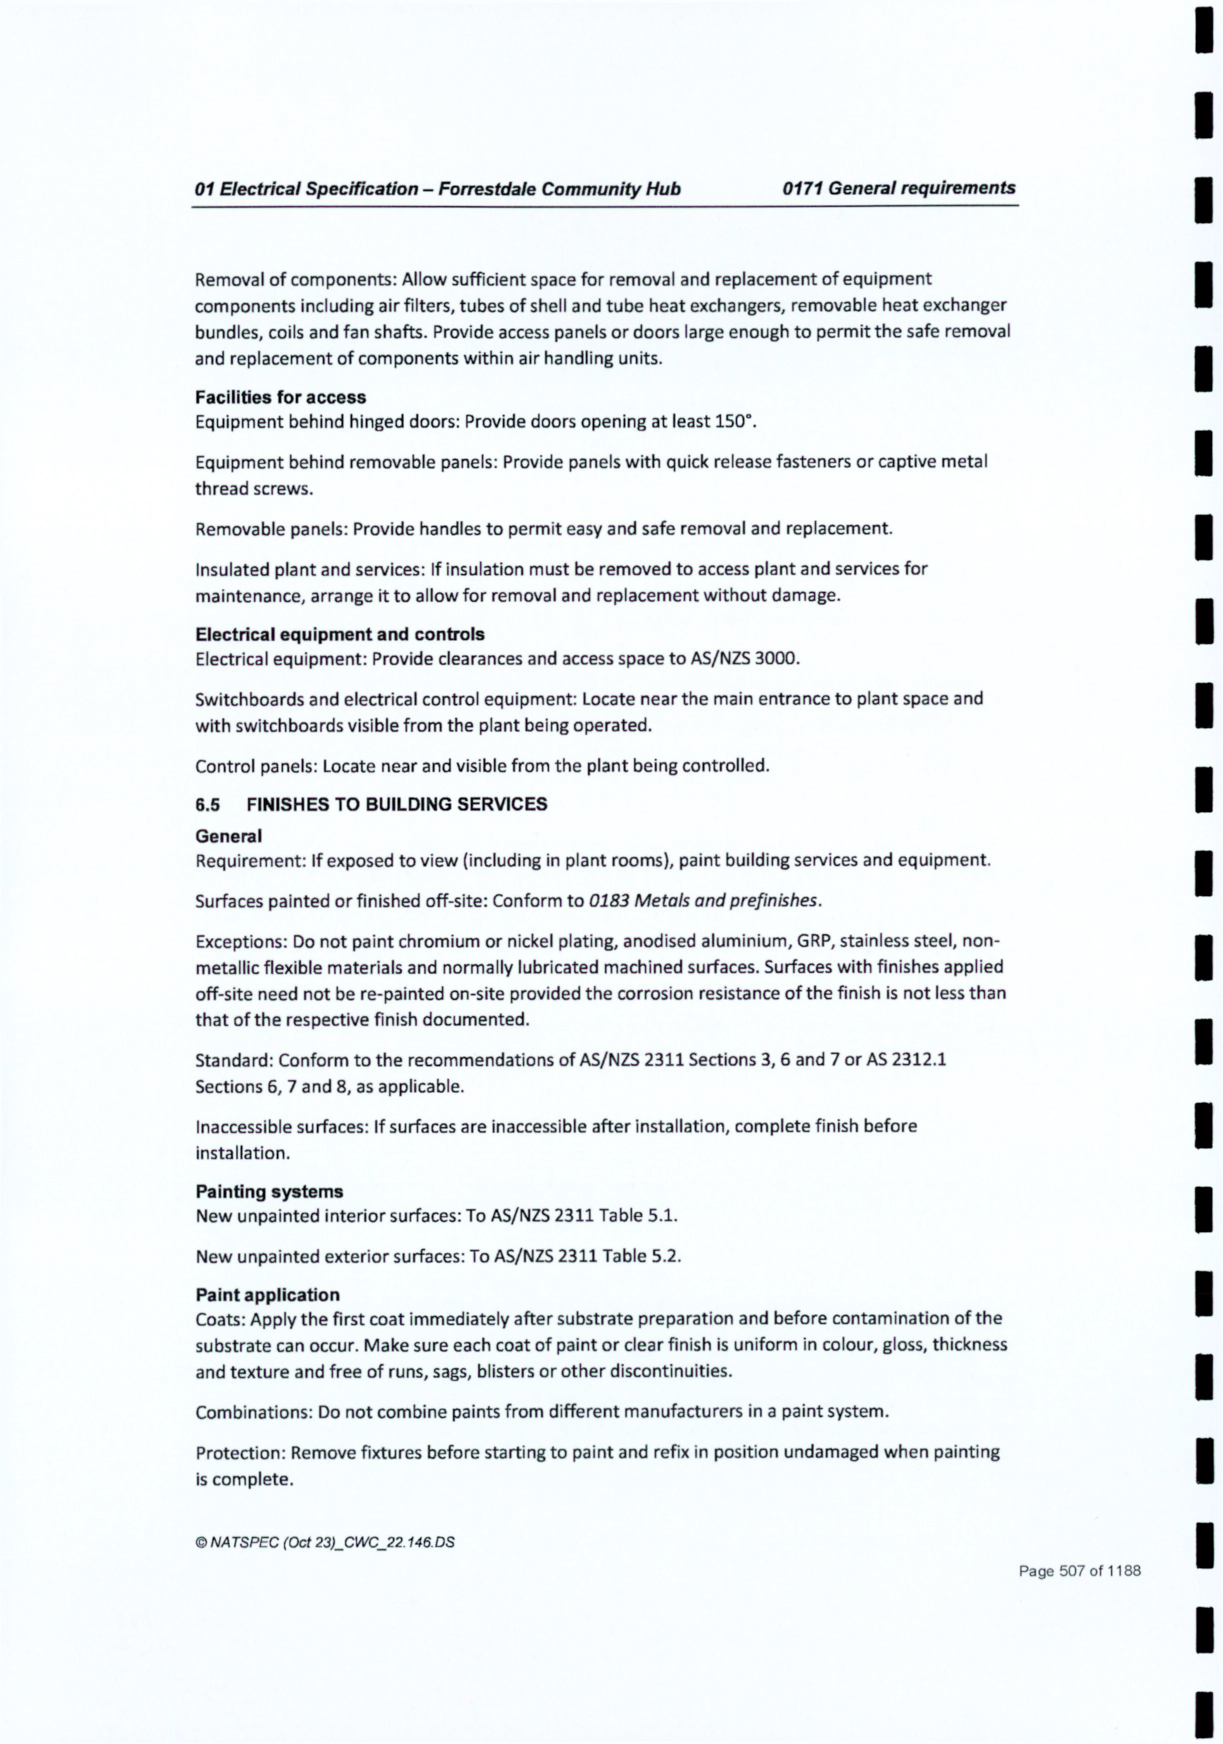 01 Electrical Specification – Forrestdale Community Hub 0171 General requirements
Removal of components: Allow sufficient space for removal and replacement of equipment
components including air filters, tubes of shell and tube heat exchangers, removable heat exchanger
bundles, coils and fan shafts. Provide access panels or doors large enough to permit the safe removal
and replacement of components within air handling units.
Facilities for access
Equipment behind hinged doors: Provide doors opening at least 150°.
Equipment behind removable panels: Provide panels with quick release fasteners or captive metal
thread screws.
Removable panels: Provide handles to permit easy and safe removal and replacement.
Insulated plant and services: If insulation must be removed to access plant and services for
maintenance, arrange it to allow for removal and replacement without damage.
Electrical equipment and controls
Electrical equipment: Provide clearances and access space to AS/NZS 3000.
Switchboards and electrical control equipment: Locate near the main entrance to plant space and
with switchboards visible from the plant being operated.
Control panels: Locate near and visible from the plant being controlled.
6.5 FINISHES TO BUILDING SERVICES
General
Requirement: If exposed to view (including in plant rooms), paint building services and equipment.
Surfaces painted or finished off-site: Conform to 0183 Metals and prefinishes.
Exceptions: Do not paint chromium or nickel plating, anodised aluminium, GRP, stainless steel, non-
metallic flexible materials and normally lubricated machined surfaces. Surfaces with finishes applied
off-site need not be re-painted on-site provided the corrosion resistance of the finish is not less than
that of the respective finish documented.
Standard: Conform to the recommendations of AS/NZS 2311 Sections 3, 6 and 7 or AS 2312.1
Sections 6, 7 and 8, as applicable.
Inaccessible surfaces: If surfaces are inaccessible after installation, complete finish before
installation.
Painting systems
New unpainted interior surfaces: To AS/NZS 2311 Table 5.1.
New unpainted exterior surfaces: To AS/NZS 2311 Table 5.2.
Paint application
Coats: Apply the first coat immediately after substrate preparation and before contamination of the
substrate can occur. Make sure each coat of paint or clear finish is uniform in colour, gloss, thickness
and texture and free of runs, sags, blisters or other discontinuities.
Combinations: Do not combine paints from different manufacturers in a paint system.
Protection: Remove fixtures before starting to paint and refix in position undamaged when painting
is complete.
© NATSPEC (Oct 23)_CWC_22.146.DS
Page 507 of 1188